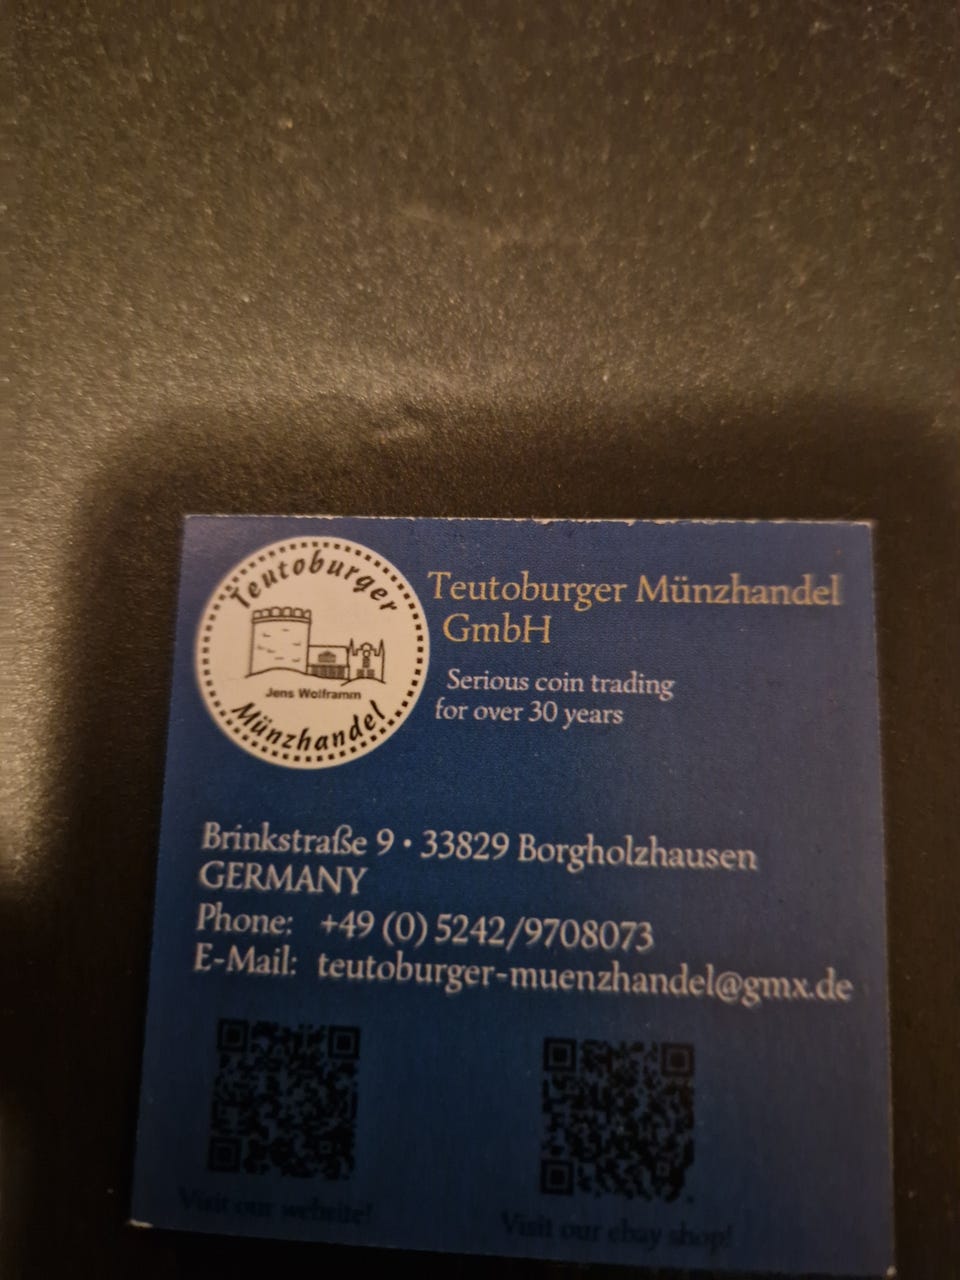 Teutoburger
Jens Wolframm
Münzhandel
Teutoburger Münzhandel
GmbH
Serious coin trading
for over 30 years
Brinkstraße 9 · 33829 Borgholzhausen
GERMANY
Phone: +49 (0) 5242/9708073
E-Mail: teutoburger-muenzhandel@gmx.de
Visit our website!
Visit our ebay shop!